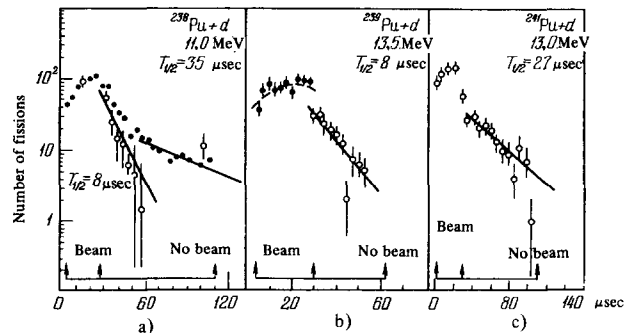 ²³⁸Pu+d
11,0 MeV
T1/2=35 μsec
²³⁹Pu+d
13,5 MeV
T1/2=8 μsec
²⁴¹Pu+d
13,0 MeV
T1/2=27 μsec
Number of fissions
10²
10
1
T1/2=8 μsec
Beam
No beam
Beam
No beam
Beam
No beam
0 60 120
20 60
0 80 140 μsec
a)
b)
c)